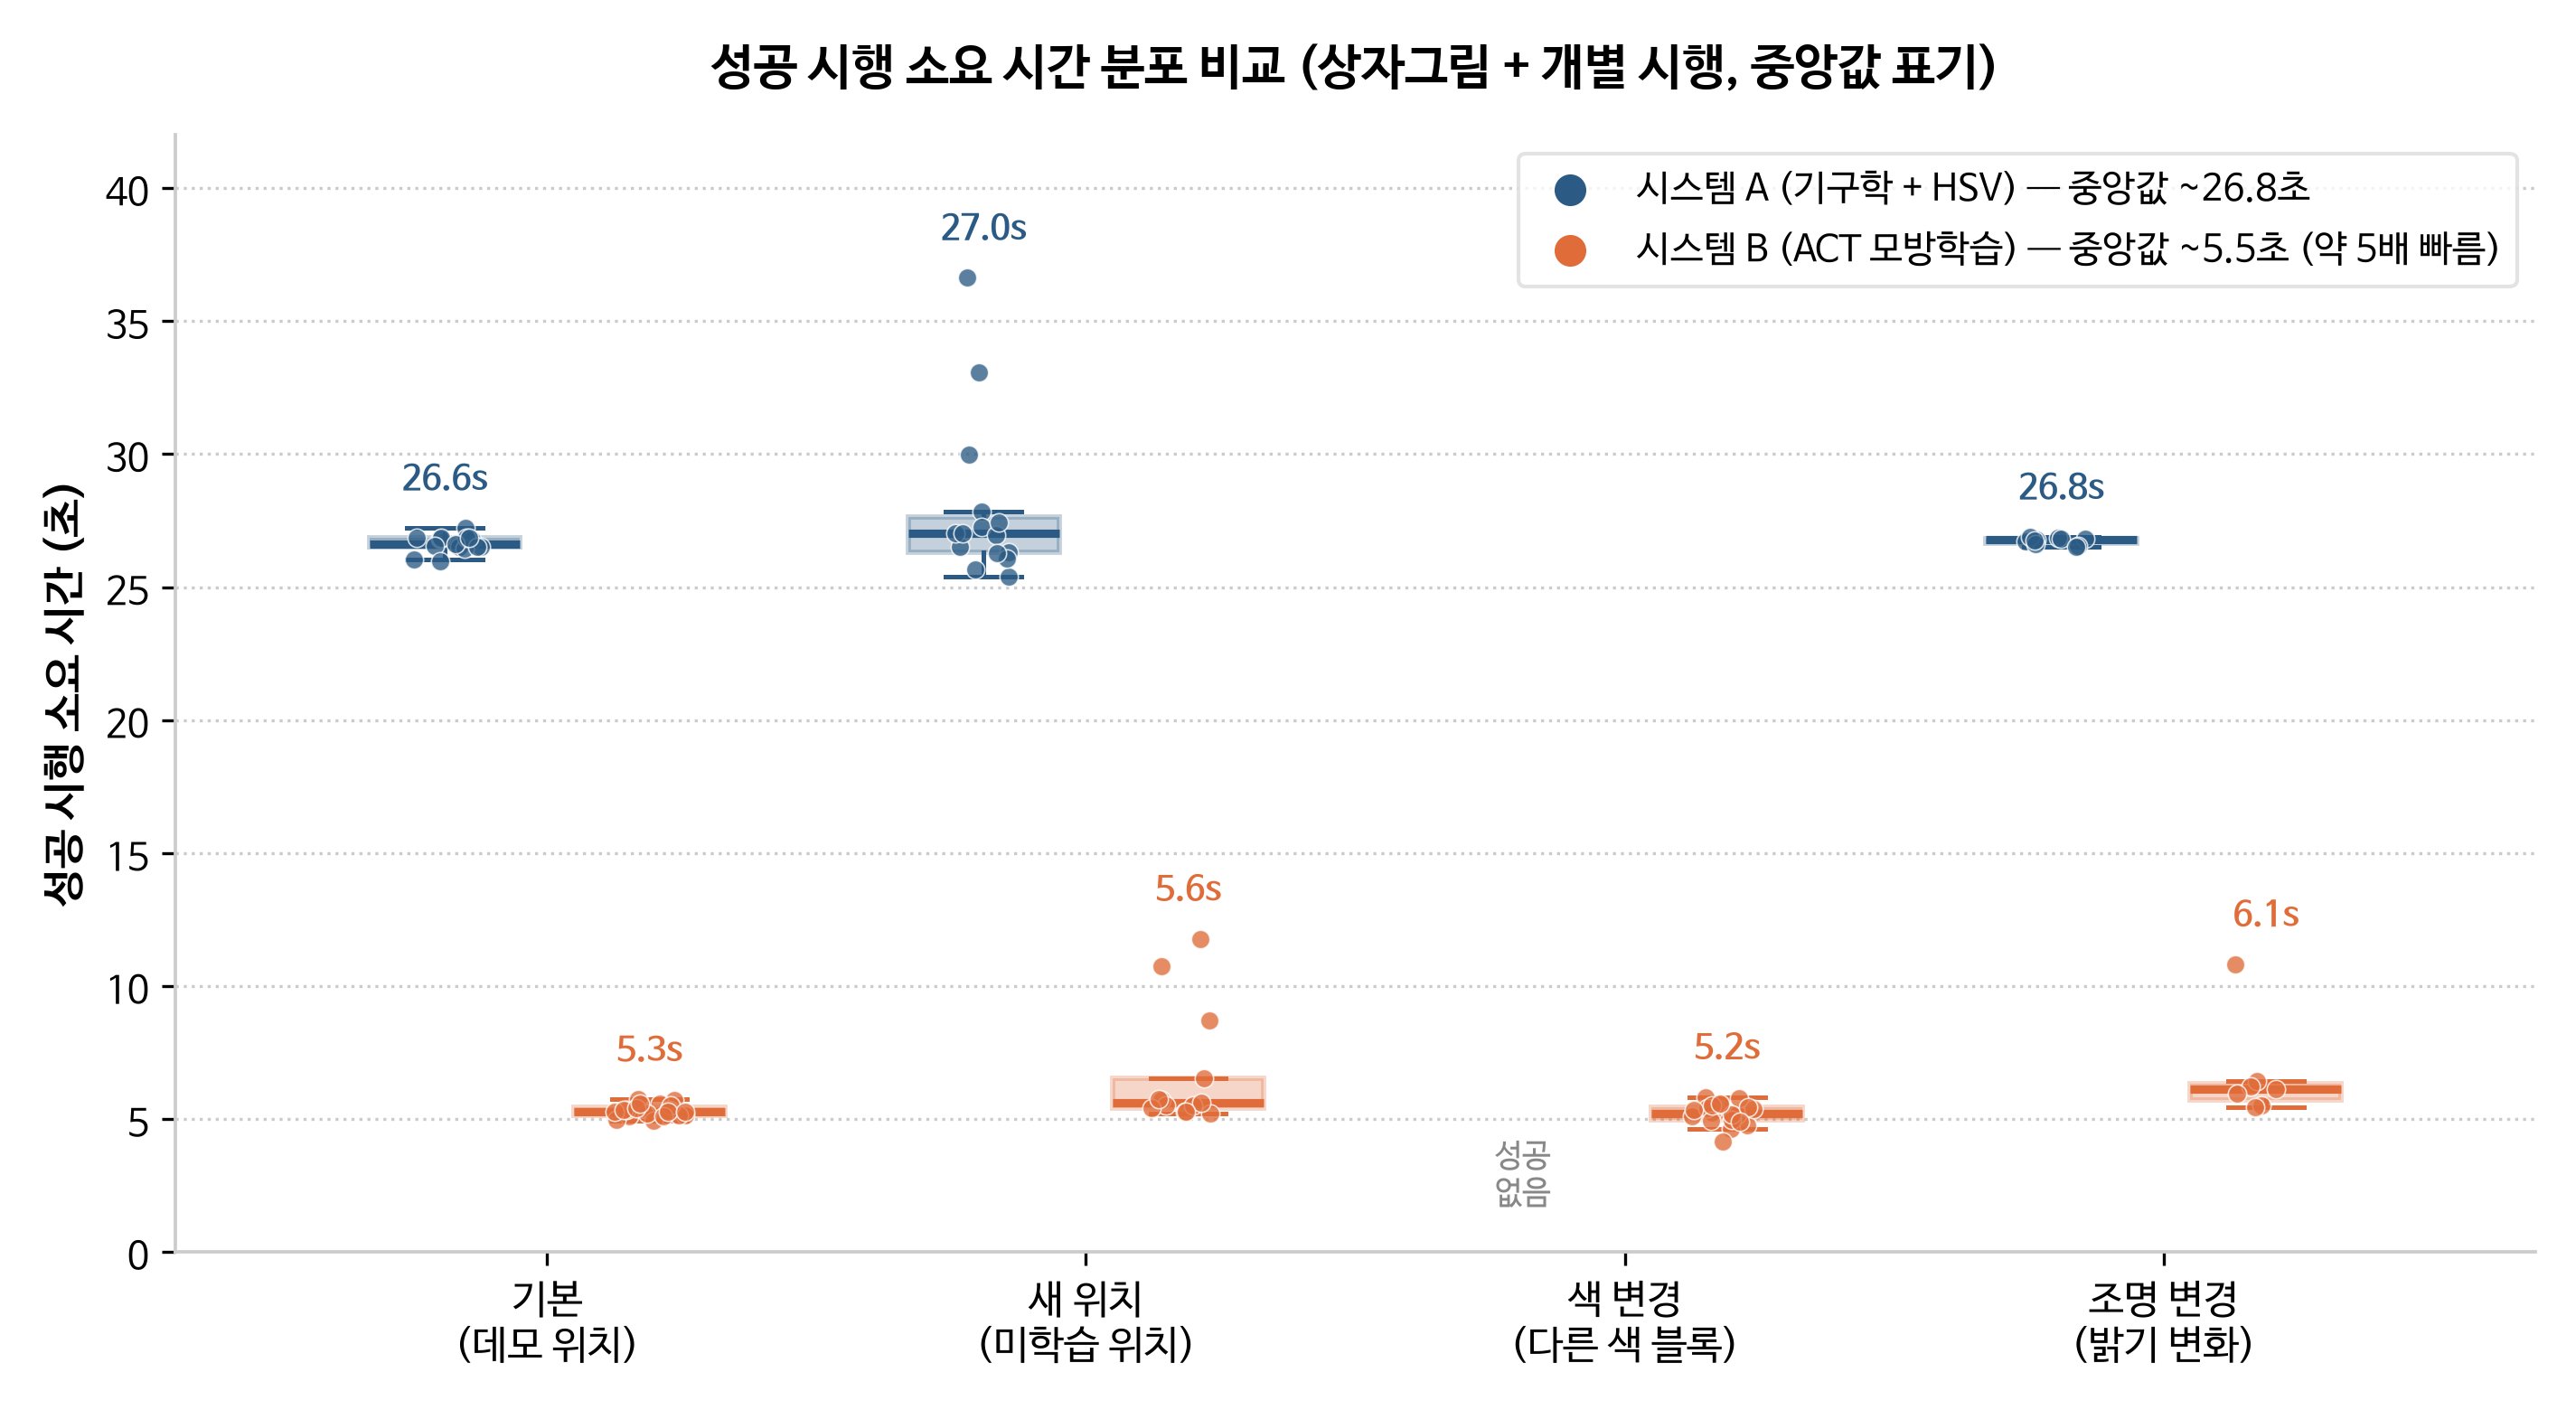 성공 시행 소요 시간 분포 비교 (상자그림 + 개별 시행, 중앙값 표기)
시스템 A (기구학 + HSV) — 중앙값 ~26.8초
시스템 B (ACT 모방학습) — 중앙값 ~5.5초 (약 5배 빠름)
성공 시행 소요 시간 (초)
40
35
30
25
20
15
10
5
0
26.6s
5.3s
27.0s
5.6s
성공
없음
5.2s
26.8s
6.1s
기본
(데모 위치)
새 위치
(미학습 위치)
색 변경
(다른 색 블록)
조명 변경
(밝기 변화)